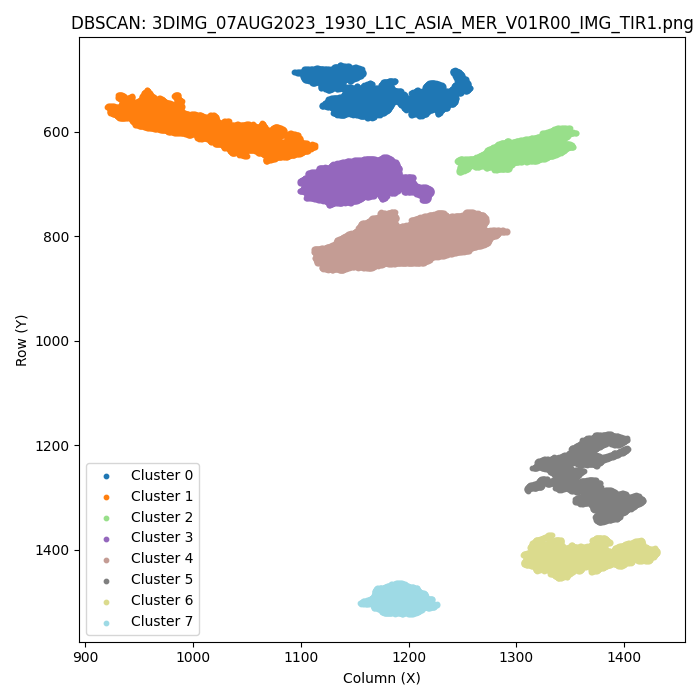 DBSCAN: 3DIMG_07AUG2023_1930_L1C_ASIA_MER_V01R00_IMG_TIR1.png
Row (Y)
600
800
1000
1200
1400
Cluster 0
Cluster 1
Cluster 2
Cluster 3
Cluster 4
Cluster 5
Cluster 6
Cluster 7
900 1000 1100 1200 1300 1400
Column (X)